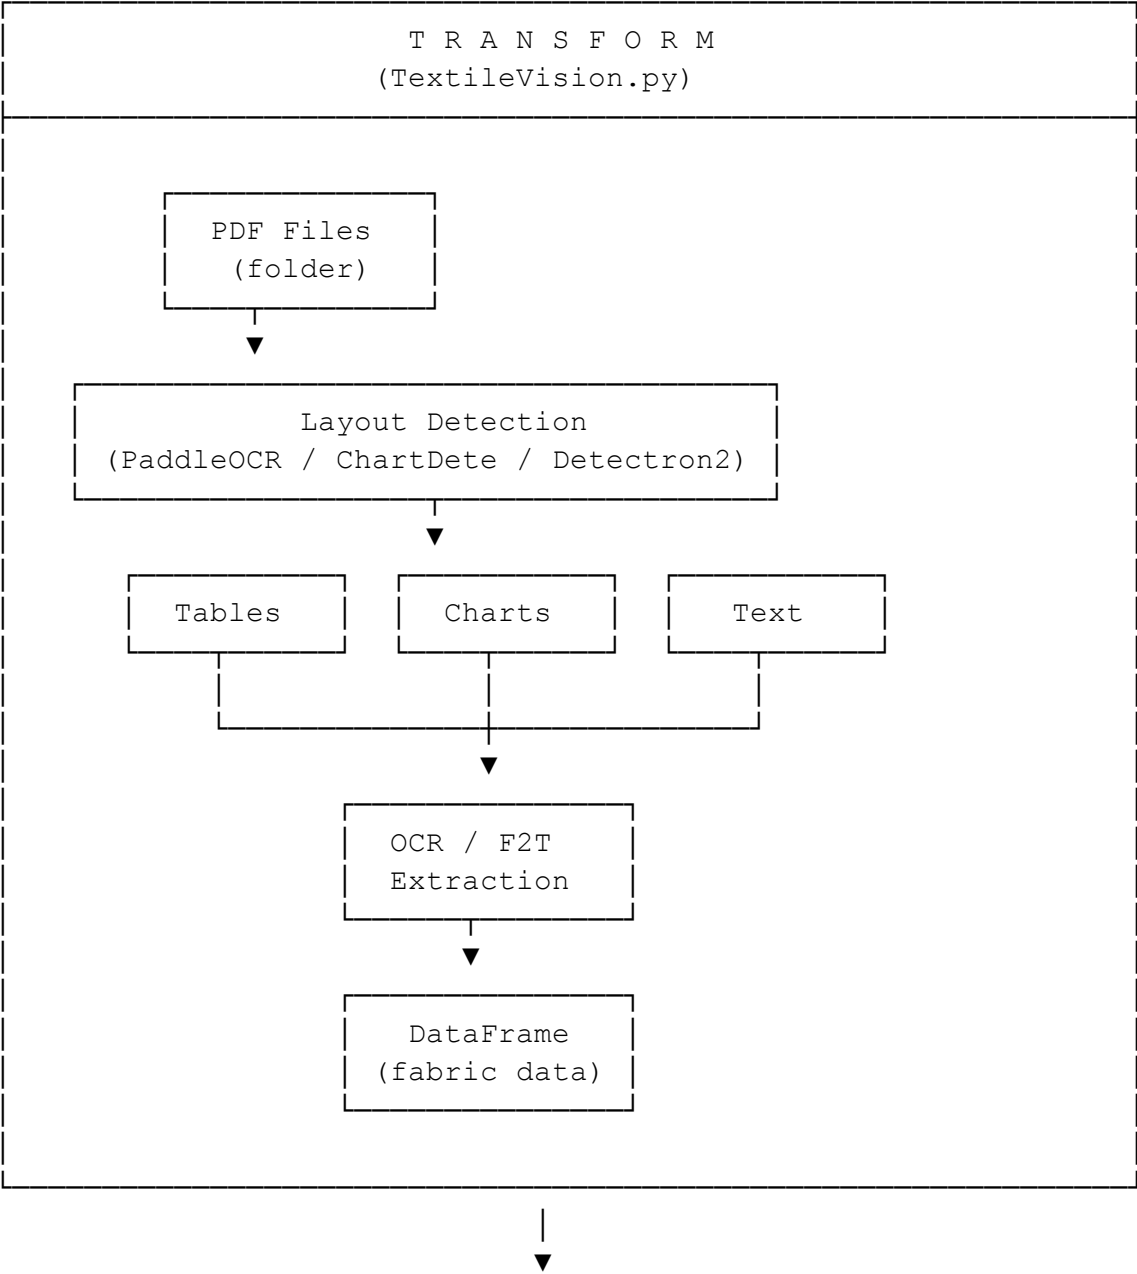 T R A N S F O R M
(TextileVision.py)
PDF Files
(folder)
Layout Detection
(PaddleOCR / ChartDete / Detectron2)
Tables Charts Text
OCR / F2T
Extraction
DataFrame
(fabric data)